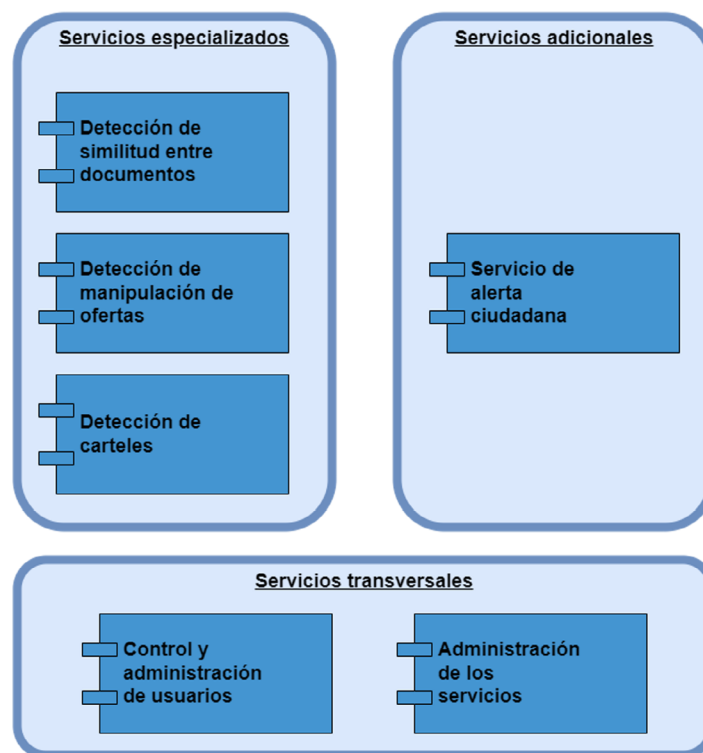 Servicios especializados
Detección de
similitud entre
documentos
Detección de
manipulación de
ofertas
Detección de
carteles
Servicios adicionales
Servicio de
alerta
ciudadana
Servicios transversales
Control y
administración
de usuarios
Administración
de los
servicios